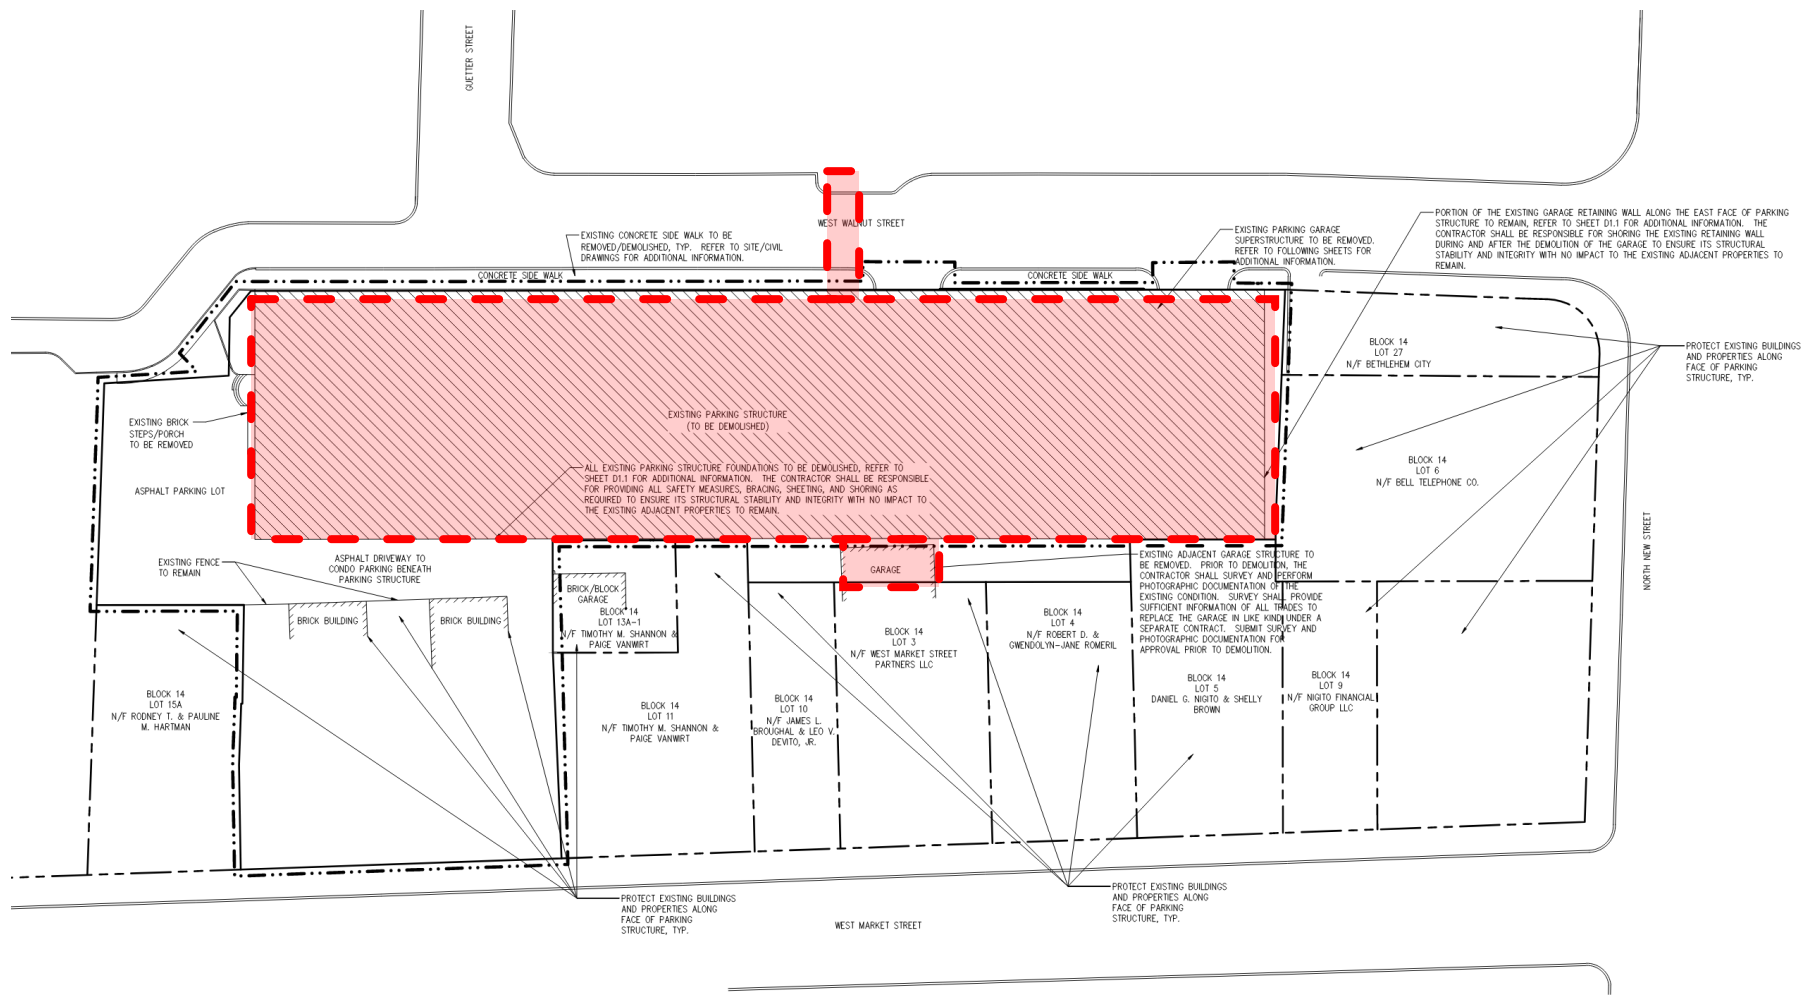 GUETTER STREET
WEST WALNUT STREET
EXISTING CONCRETE SIDE WALK TO BE
REMOVED/DEMOLISHED, TYP.  REFER TO SITE/CIVIL
DRAWINGS FOR ADDITIONAL INFORMATION.
CONCRETE SIDE WALK
CONCRETE SIDE WALK
EXISTING PARKING GARAGE
SUPERSTRUCTURE TO BE REMOVED.
REFER TO FOLLOWING SHEETS FOR
ADDITIONAL INFORMATION.
PORTION OF THE EXISTING GARAGE RETAINING WALL ALONG THE EAST FACE OF PARKING
STRUCTURE TO REMAIN, REFER TO SHEET D1.1 FOR ADDITIONAL INFORMATION.  THE
CONTRACTOR SHALL BE RESPONSIBLE FOR SHORING THE EXISTING RETAINING WALL
DURING AND AFTER THE DEMOLITION OF THE GARAGE TO ENSURE ITS STRUCTURAL
STABILITY AND INTEGRITY WITH NO IMPACT TO THE EXISTING ADJACENT PROPERTIES TO
REMAIN.
BLOCK 14
LOT 27
N/F BETHLEHEM CITY
PROTECT EXISTING BUILDINGS
AND PROPERTIES ALONG
FACE OF PARKING
STRUCTURE, TYP.
EXISTING BRICK
STEPS/PORCH
TO BE REMOVED
EXISTING PARKING STRUCTURE
(TO BE DEMOLISHED)
ALL EXISTING PARKING STRUCTURE FOUNDATIONS TO BE DEMOLISHED, REFER TO
SHEET D1.1 FOR ADDITIONAL INFORMATION.  THE CONTRACTOR SHALL BE RESPONSIBLE
FOR PROVIDING ALL SAFETY MEASURES, BRACING, SHEETING, AND SHORING AS
REQUIRED TO ENSURE ITS STRUCTURAL STABILITY AND INTEGRITY WITH NO IMPACT TO
THE EXISTING ADJACENT PROPERTIES TO REMAIN.
BLOCK 14
LOT 6
N/F BELL TELEPHONE CO.
ASPHALT PARKING LOT
NORTH NEW STREET
EXISTING FENCE
TO REMAIN
ASPHALT DRIVEWAY TO
CONDO PARKING BENEATH
PARKING STRUCTURE
GARAGE
EXISTING ADJACENT GARAGE STRUCTURE TO
BE REMOVED.  PRIOR TO DEMOLITION, THE
CONTRACTOR SHALL SURVEY AND PERFORM
PHOTOGRAPHIC DOCUMENTATION OF THE
EXISTING CONDITION.  SURVEY SHALL PROVIDE
SUFFICIENT INFORMATION OF ALL TRADES TO
REPLACE THE GARAGE IN LIKE KIND UNDER A
SEPARATE CONTRACT.  SUBMIT SURVEY AND
PHOTOGRAPHIC DOCUMENTATION FOR
APPROVAL PRIOR TO DEMOLITION.
BRICK/BLOCK
GARAGE
BLOCK 14
LOT 13A-1
N/F TIMOTHY M. SHANNON &
PAIGE VANWIRT
BRICK BUILDING
BRICK BUILDING
BLOCK 14
LOT 3
N/F WEST MARKET STREET
PARTNERS LLC
BLOCK 14
LOT 4
N/F ROBERT D. &
GWENDOLYN-JANE ROMERIL
BLOCK 14
LOT 15A
N/F RODNEY T. & PAULINE
M. HARTMAN
BLOCK 14
LOT 11
N/F TIMOTHY M. SHANNON &
PAIGE VANWIRT
BLOCK 14
LOT 10
N/F JAMES L.
BROUGHAL & LEO V.
DEVITO, JR.
BLOCK 14
LOT 5
DANIEL G. NIGITO & SHELLY
BROWN
BLOCK 14
LOT 9
N/F NIGITO FINANCIAL
GROUP LLC
PROTECT EXISTING BUILDINGS
AND PROPERTIES ALONG
FACE OF PARKING
STRUCTURE, TYP.
PROTECT EXISTING BUILDINGS
AND PROPERTIES ALONG
FACE OF PARKING
STRUCTURE, TYP.
WEST MARKET STREET